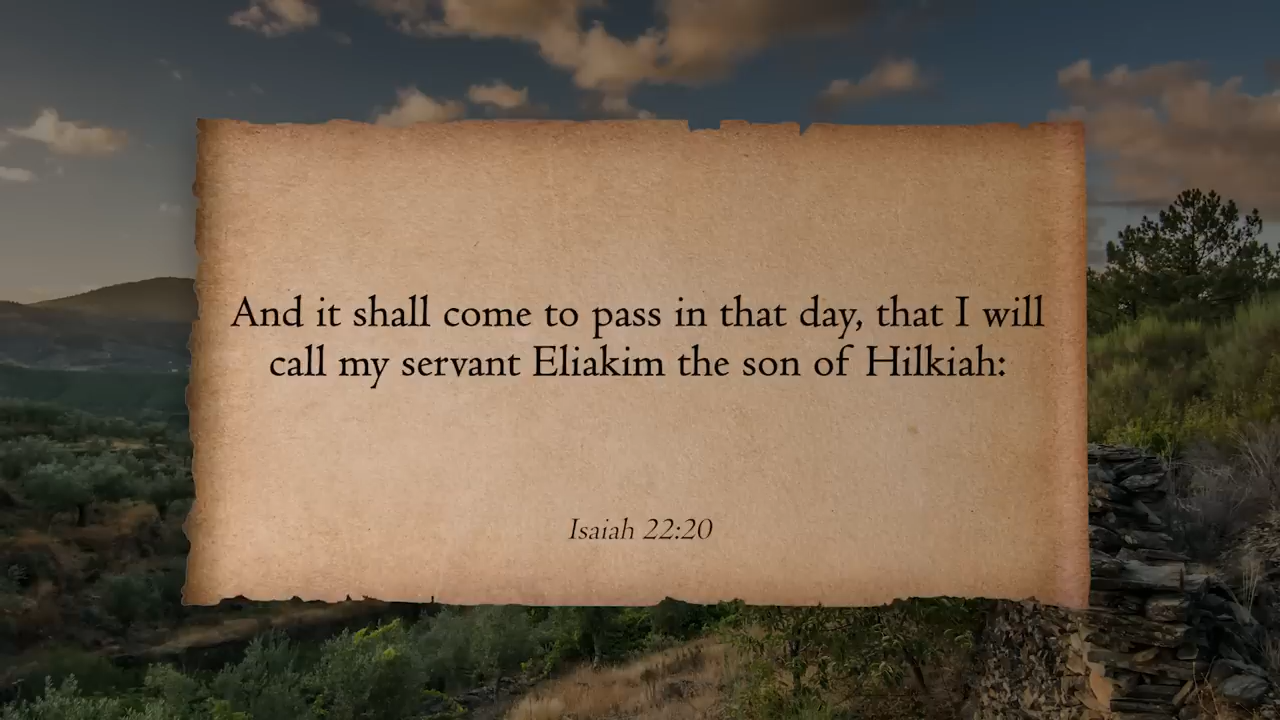 And it shall come to pass in that day, that I will
call my servant Eliakim the son of Hilkiah:
Isaiah 22:20